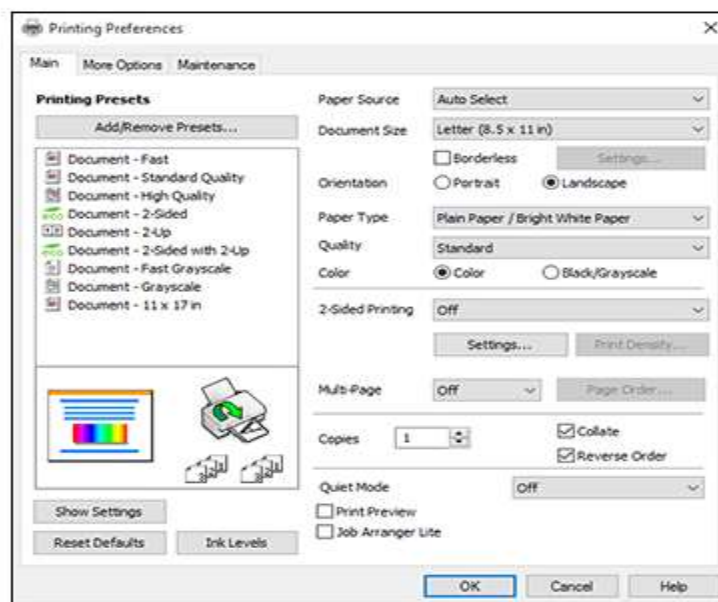 Printing Preferences
Main More Options Maintenance
Printing Presets
Add/Remove Presets...
Document - Fast
Document - Standard Quality
Document - High Quality
eco Document - 2-Sided
Document - 2-Up
eco Document - 2-Sided with 2-Up
Document - Fast Grayscale
Document - Grayscale
Document - 11 x 17 in
Show Settings
Reset Defaults Ink Levels
Paper Source Auto Select
Document Size Letter (8.5 x 11 in)
Borderless Settings...
Orientation Portrait Landscape
Paper Type Plain Paper / Bright White Paper
Quality Standard
Color Color Black/Grayscale
2-Sided Printing Off
Settings... Print Density...
Multi-Page Off Page Order...
Copies 1 Collate
Reverse Order
Quiet Mode Off
Print Preview
Job Arranger Lite
OK Cancel Help